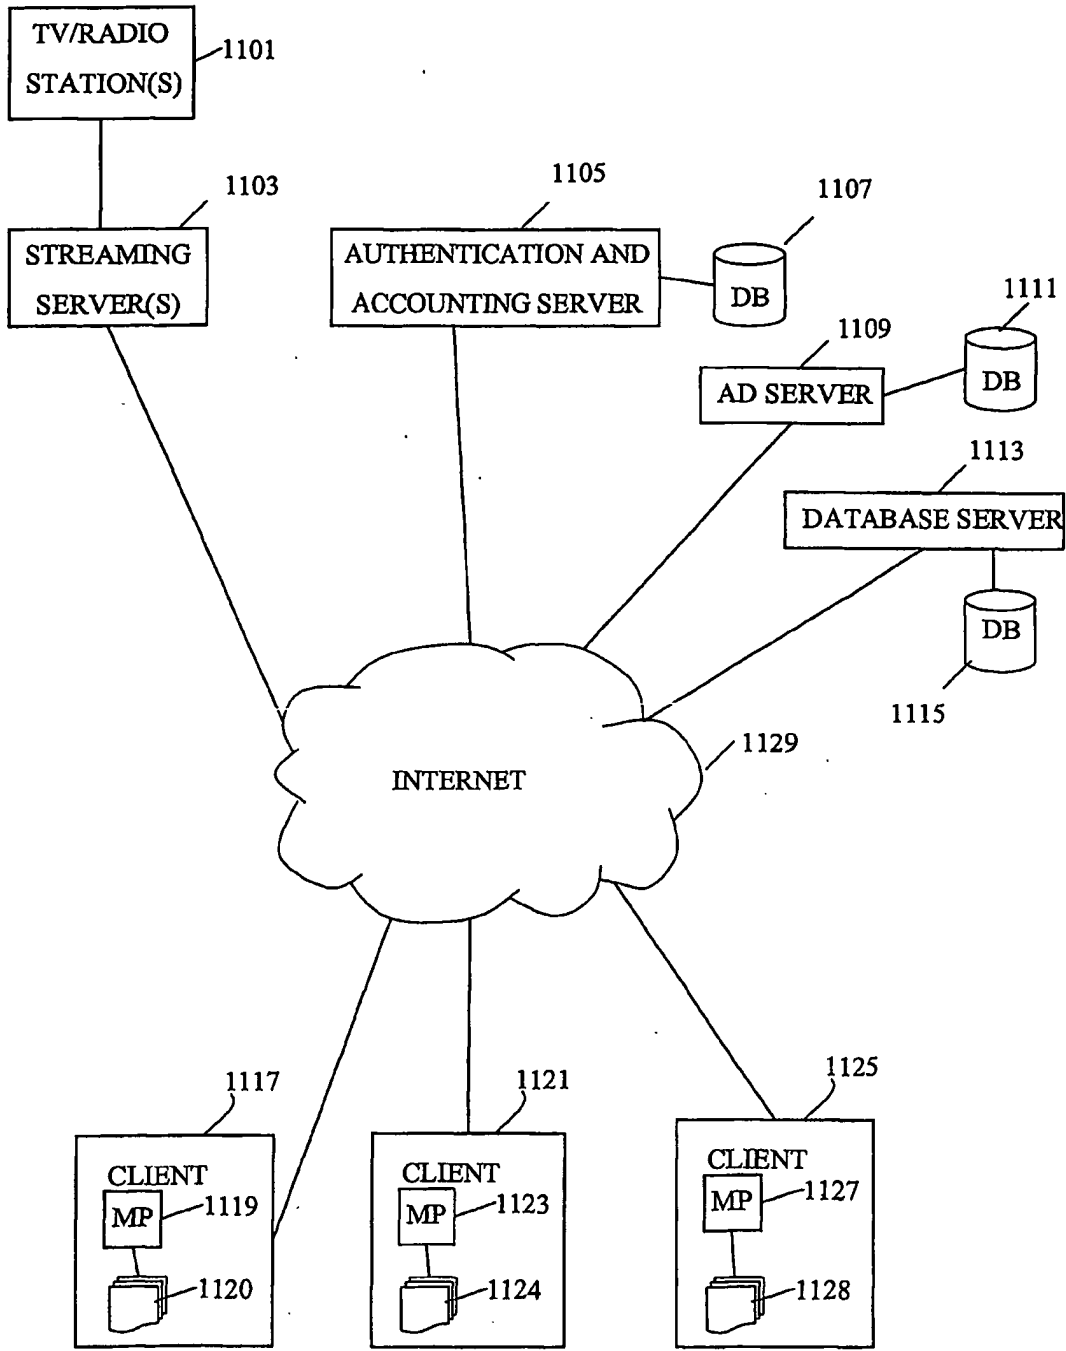 TV/RADIO
STATION(S)
1101
1103
STREAMING
SERVER(S)
1105
AUTHENTICATION AND
ACCOUNTING SERVER
1107
DB
1109
AD SERVER
1111
DB
1113
DATABASE SERVER
DB
1115
1129
INTERNET
1117
CLIENT
MP
1119
1120
1121
CLIENT
MP
1123
1124
1125
CLIENT
MP
1127
1128